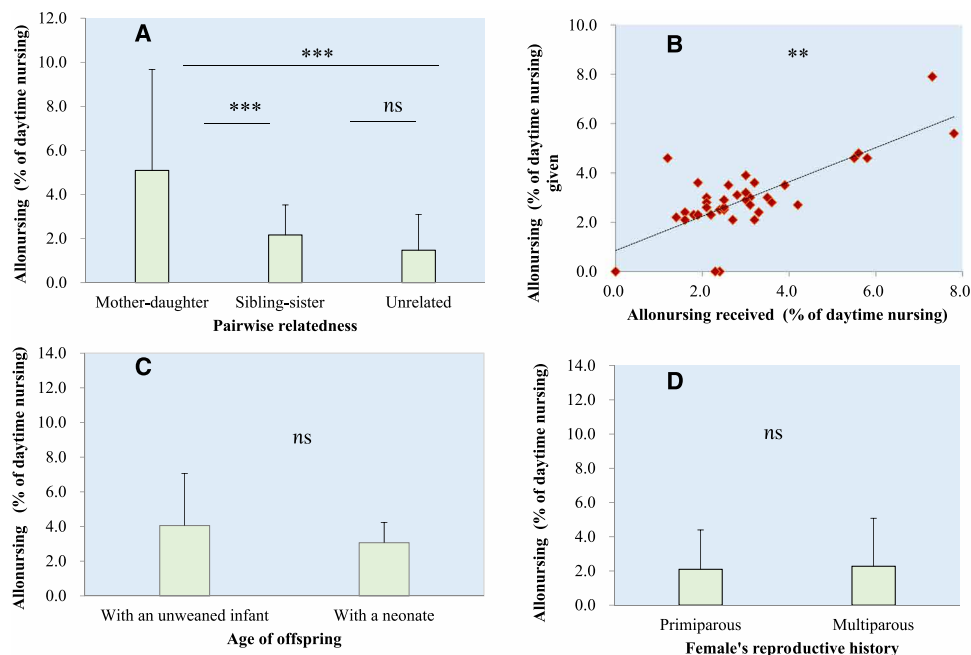 A
Allonursing (% of daytime nursing)
12.0
10.0
8.0
6.0
4.0
2.0
0.0
***
***
ns
Mother-daughter
Sibling-sister
Unrelated
Pairwise relatedness
B
Allonursing (% of daytime nursing)
given
10.0
8.0
6.0
4.0
2.0
0.0
**
0.0
2.0
4.0
6.0
8.0
Allonursing received (% of daytime nursing)
C
Allonursing (% of daytime nursing)
14.0
12.0
10.0
8.0
6.0
4.0
2.0
0.0
ns
With an unweaned infant
With a neonate
Age of offspring
D
Allonursing (% of daytime nursing)
14.0
12.0
10.0
8.0
6.0
4.0
2.0
0.0
ns
Primiparous
Multiparous
Female's reproductive history